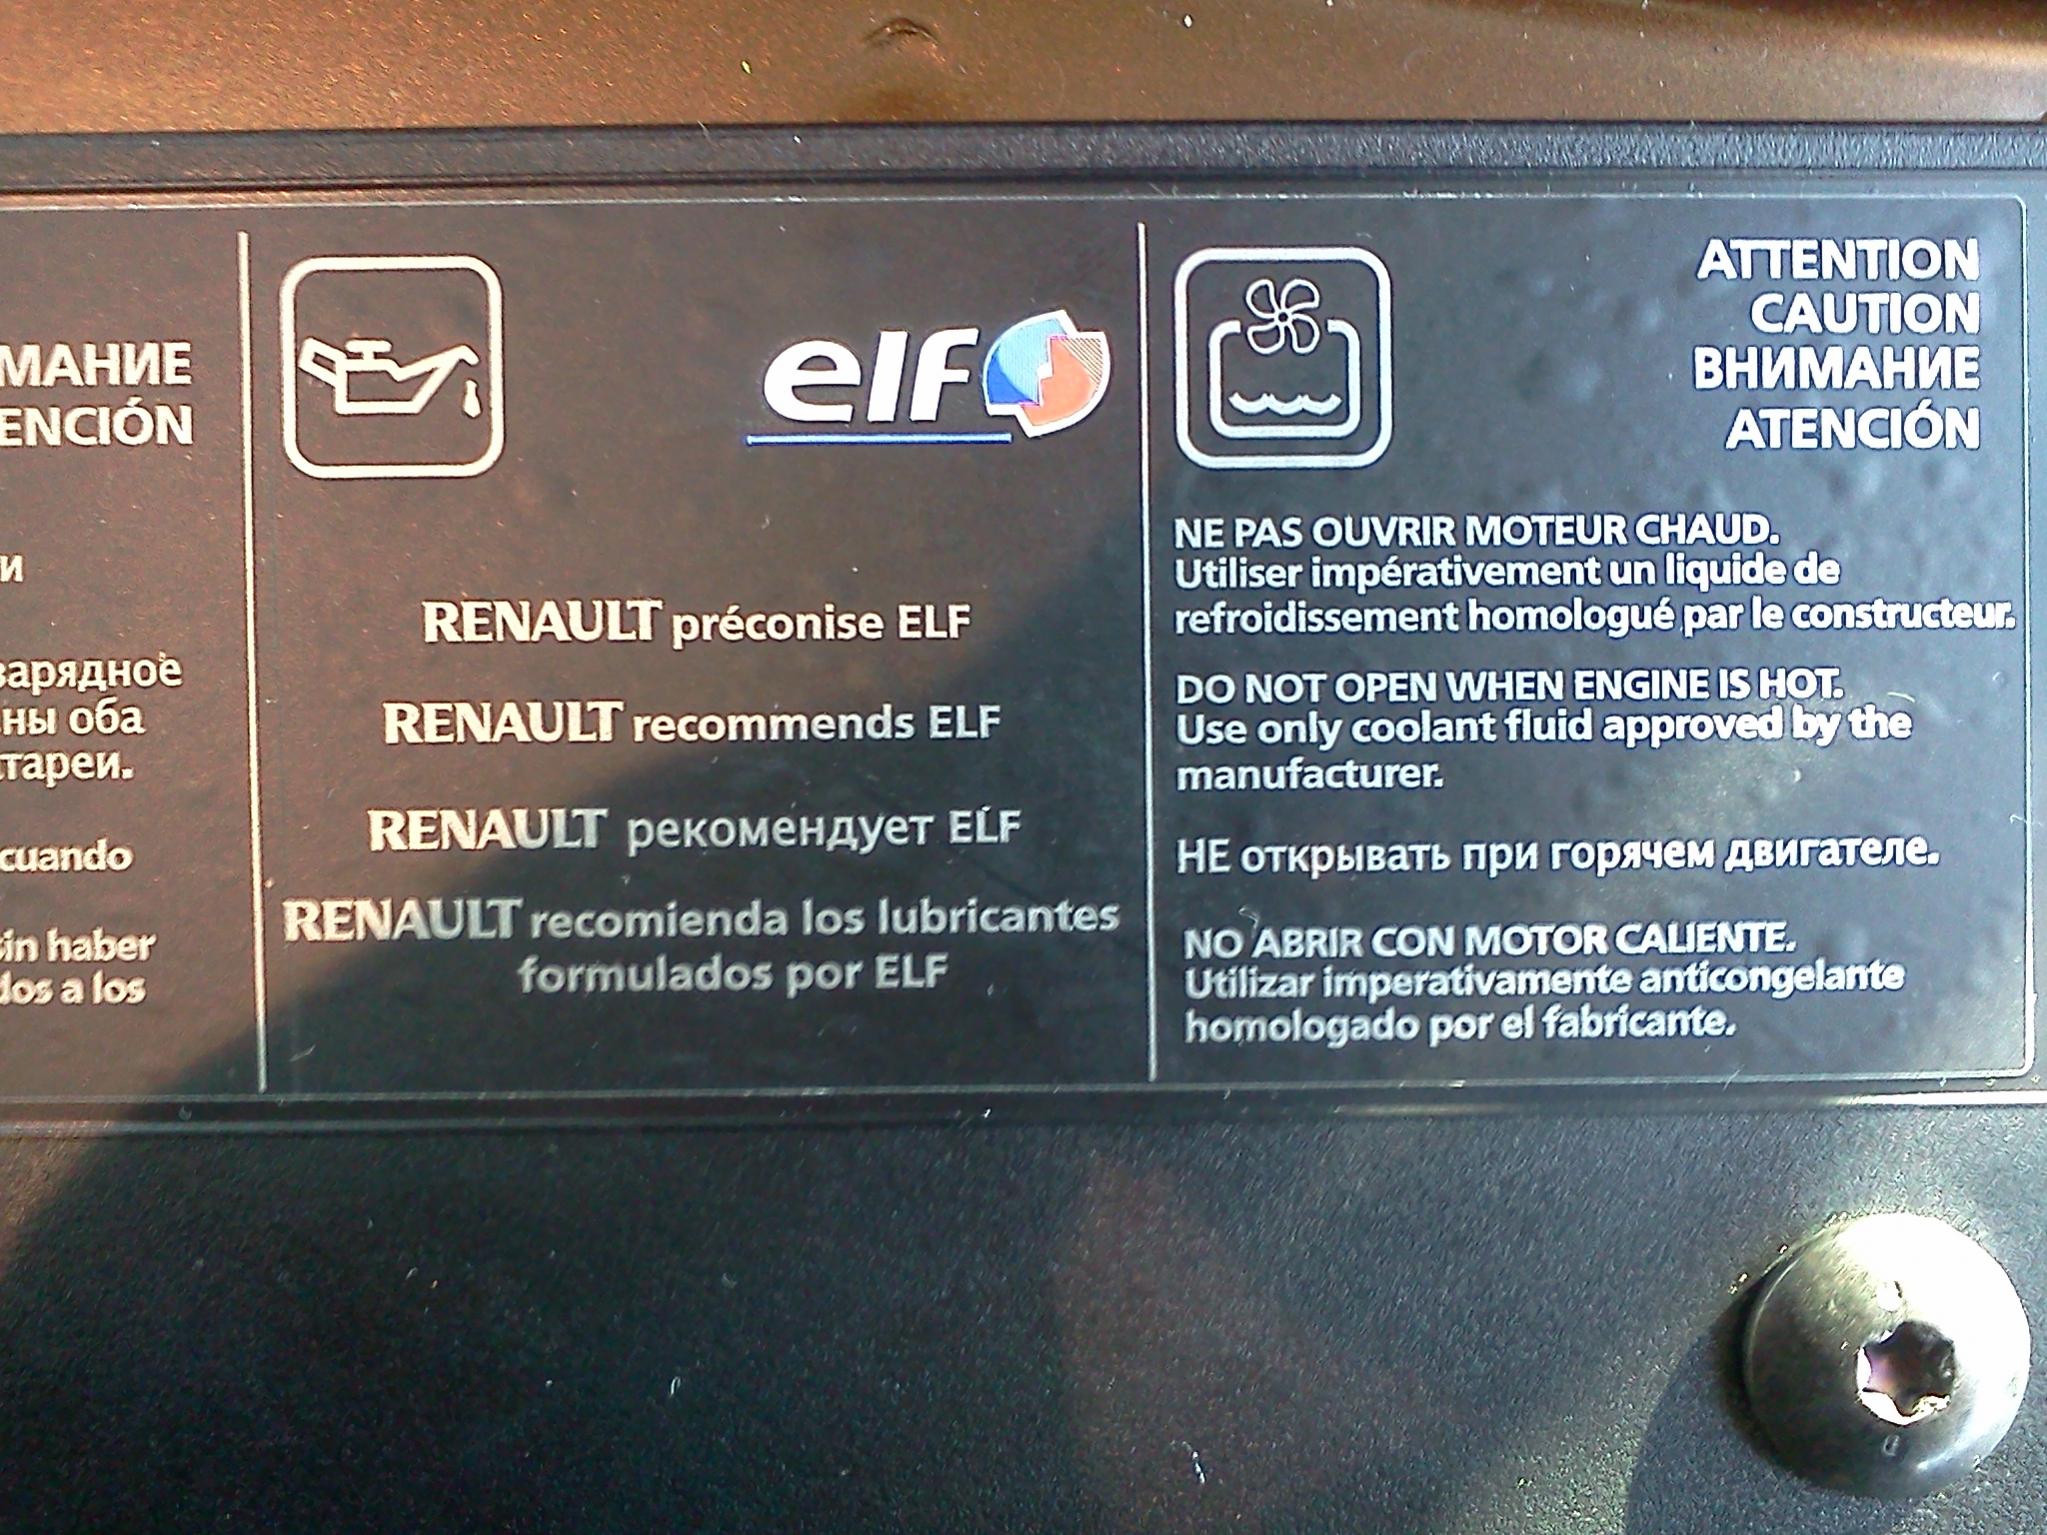 ENCIÓN
и
зарядное
ны оба
cuando
sin haber
a los
elf
RENAULT préconise ELF
RENAULT recommends ELF
RENAULT рекомендует ELF
RENAULT recomienda los lubricantes
formulados por ELF
ATTENTION
CAUTION
ВНИМАНИЕ
ATENCIÓN
NE PAS OUVRIR MOTEUR CHAUD.
Utiliser impérativement un liquide de
refroidissement homologué par le constructeur.
DO NOT OPEN WHEN ENGINE IS HOT.
Use only coolant fluid approved by the
manufacturer.
НЕ открывать при горячем двигателе.
NO ABRIR CON MOTOR CALIENTE.
Utilizar imperativamente anticongelante
homologado por el fabricante.